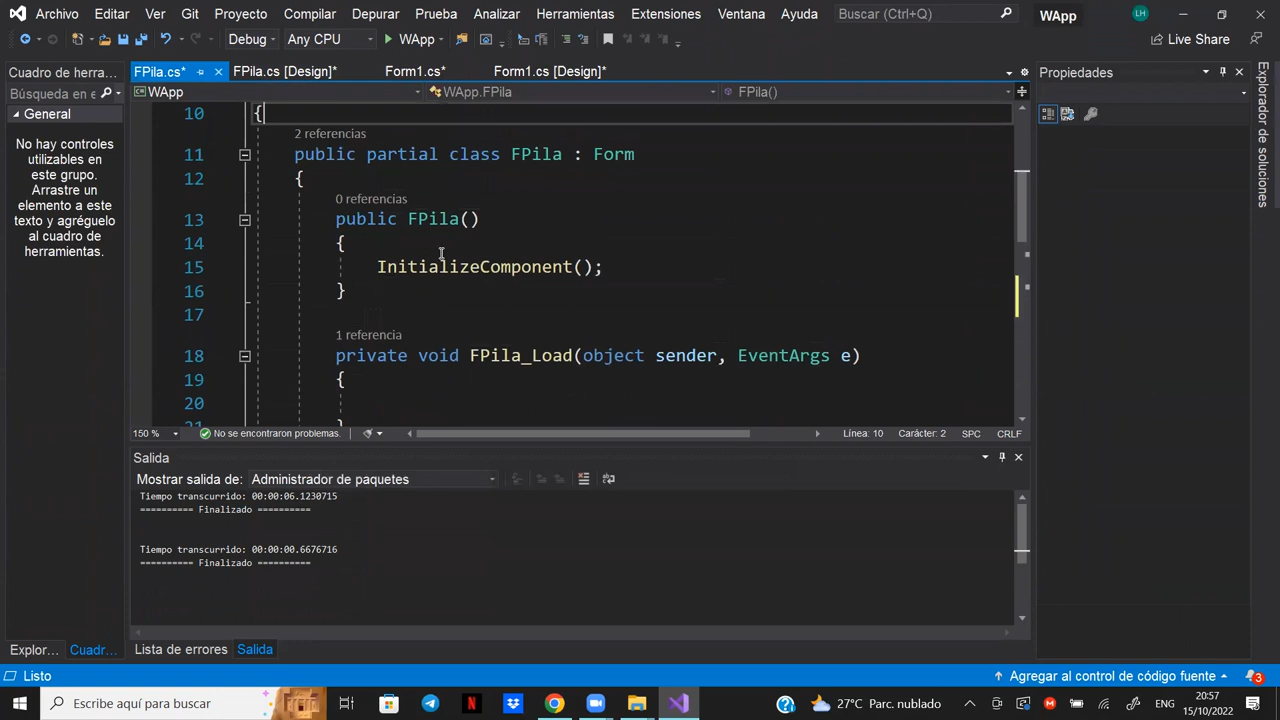 Archivo Editar Ver Git Proyecto Compilar Depurar Prueba Analizar Herramientas Extensiones Ventana Ayuda Buscar (Ctrl+Q) WApp LH
Debug Any CPU WApp Live Share
Cuadro de herra... FPila.cs* FPila.cs [Design]* Form1.cs* Form1.cs [Design]* Propiedades
Búsqueda en e WApp WApp.FPila FPila()
General
No hay controles
utilizables en
este grupo.
Arrastre un
elemento a este
texto y agréguelo
al cuadro de
herramientas.
10 {
2 referencias
11 public partial class FPila : Form
12 {
0 referencias
13 public FPila()
14 {
15 InitializeComponent();
16 }
17
1 referencia
18 private void FPila_Load(object sender, EventArgs e)
19 {
20
21 }
Explorador de soluciones
150 % No se encontraron problemas. Línea: 10 Carácter: 2 SPC CRLF
Salida
Mostrar salida de: Administrador de paquetes
Tiempo transcurrido: 00:00:06.1230715
========== Finalizado ==========
Tiempo transcurrido: 00:00:00.6676716
========== Finalizado ==========
Explor... Cuadr... Lista de errores Salida
Listo Agregar al control de código fuente 3
Escribe aquí para buscar 27°C Parc. nublado ENG 20:57
15/10/2022